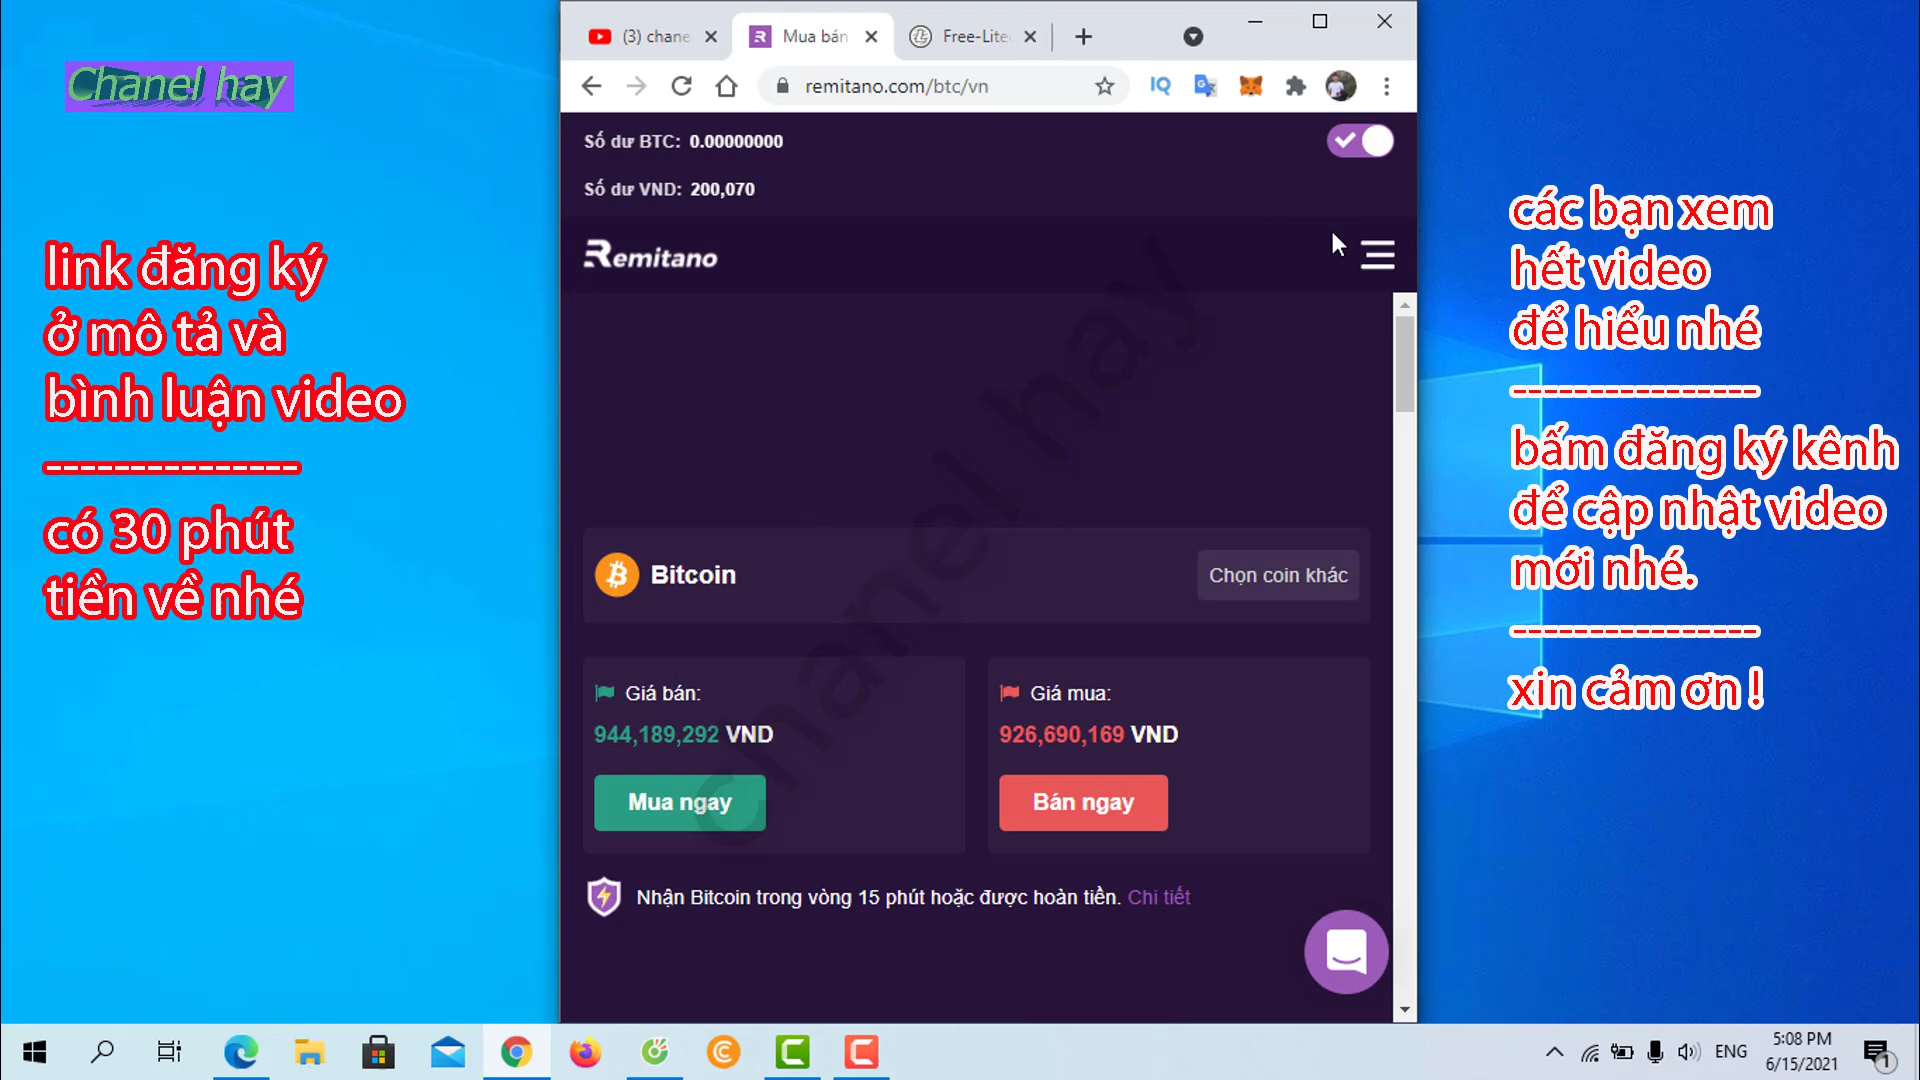 Chanel hay
link đăng ký
ở mô tả và
bình luận video
---------------
có 30 phút
tiền về nhé
(3) chane
Mua bán
Free-Lite
remitano.com/btc/vn
Số dư BTC: 0.00000000
Số dư VND: 200,070
Remitano
Bitcoin
Chọn coin khác
Giá bán:
944,189,292 VND
Mua ngay
Giá mua:
926,690,169 VND
Bán ngay
Nhận Bitcoin trong vòng 15 phút hoặc được hoàn tiền. Chi tiết
chanel hay
các bạn xem
hết video
để hiểu nhé
----------------
bấm đăng ký kênh
để cập nhật video
mới nhé.
----------------
xin cảm ơn !
ENG
5:08 PM
6/15/2021
1